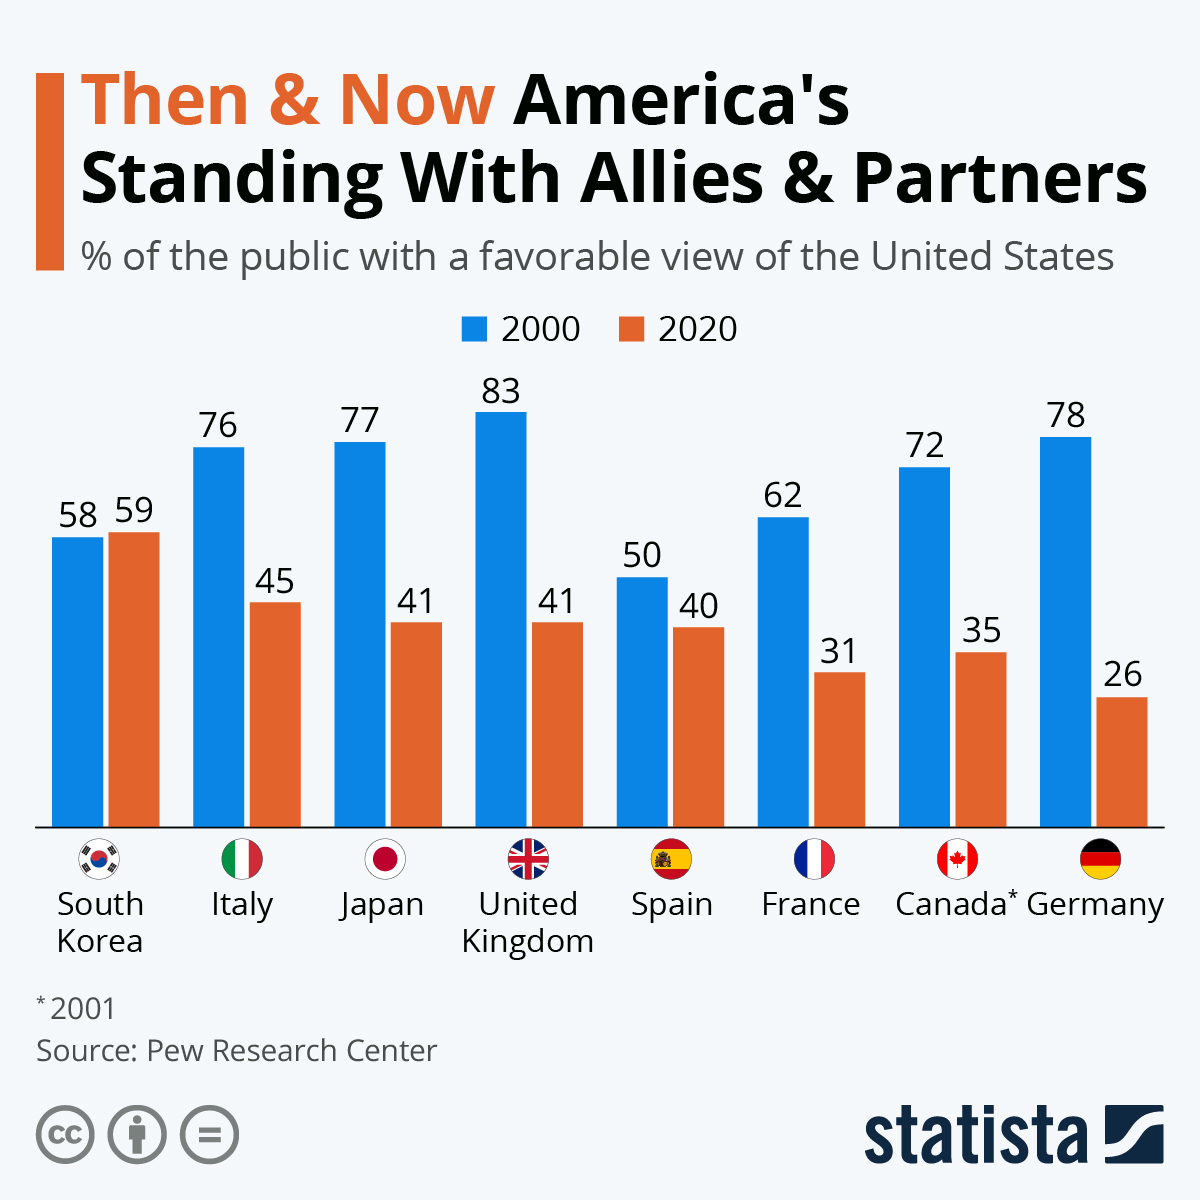 Then & Now America's
Standing With Allies & Partners
% of the public with a favorable view of the United States
2000 2020
58 59 76 45 77 41 83 41 50 40 62 31 72 35 78 26
South Korea
Italy
Japan
United Kingdom
Spain
France
Canada*
Germany
* 2001
Source: Pew Research Center
cc
=
statista